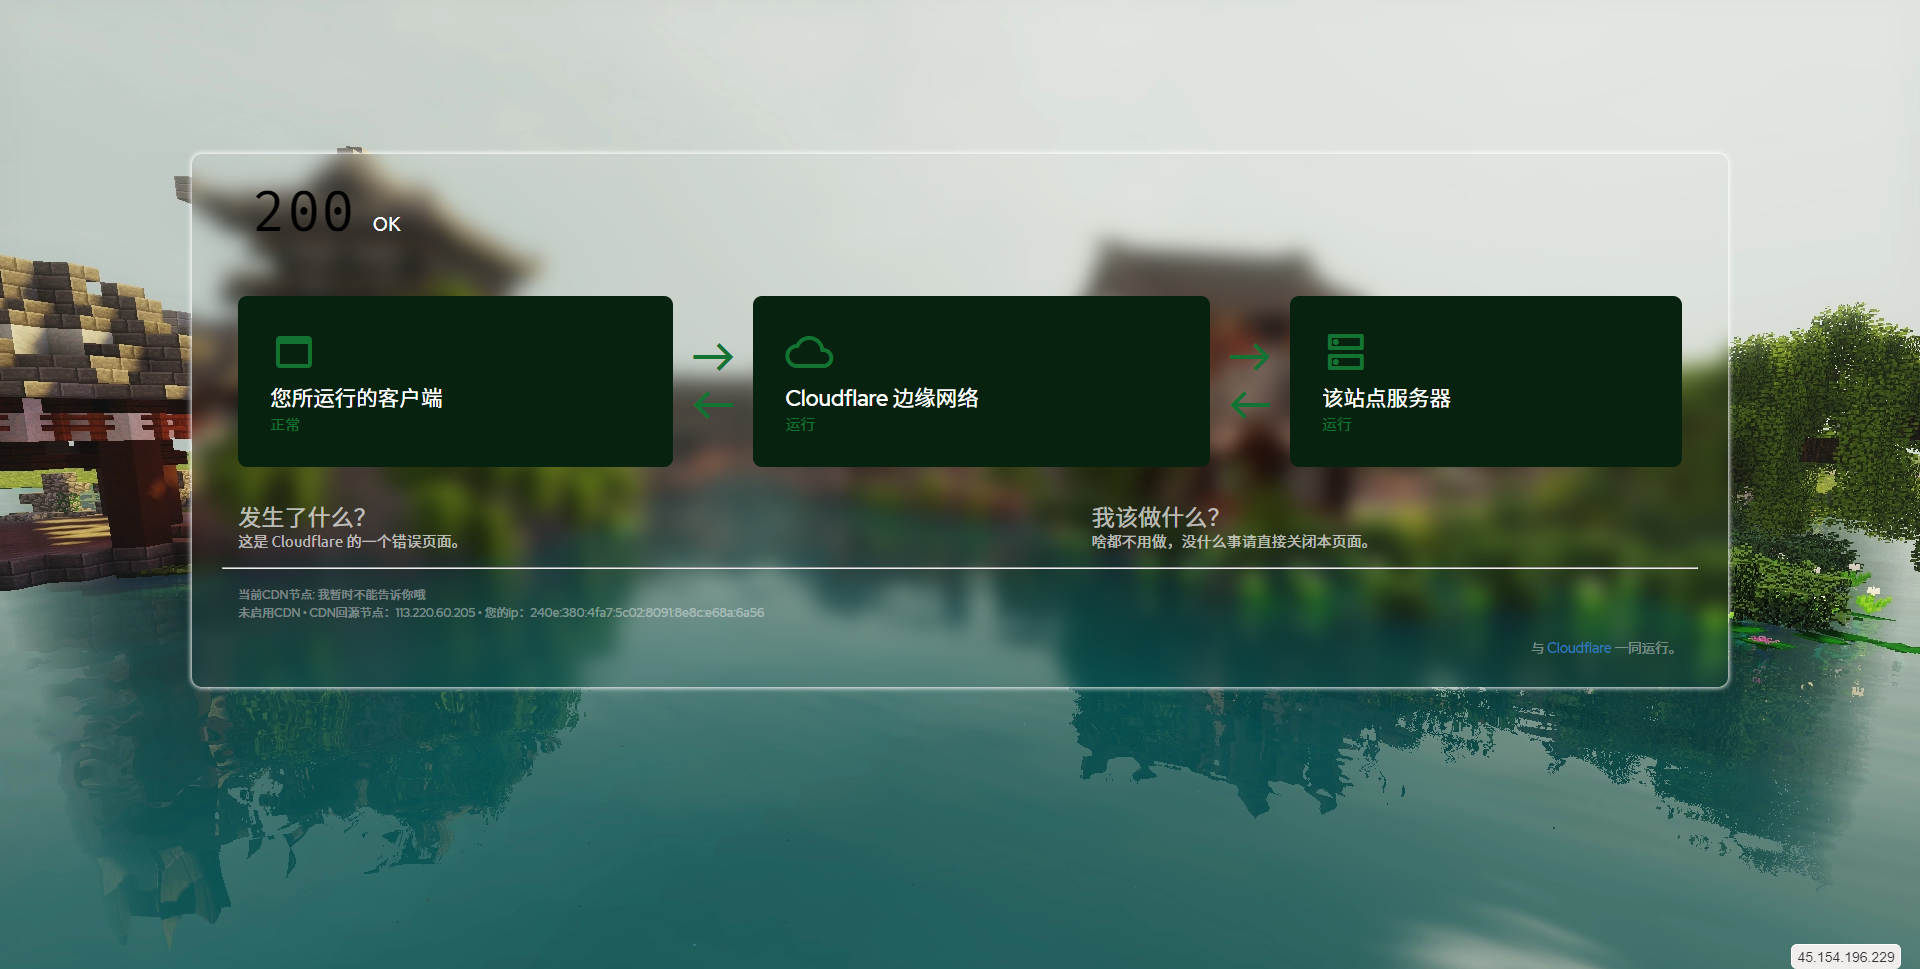 200 OK
您所运行的客户端
正常
Cloudflare 边缘网络
运行
该站点服务器
运行
发生了什么？
这是 Cloudflare 的一个错误页面。
我该做什么？
啥都不用做，没什么事请直接关闭本页面。
当前CDN节点: 我暂时不能告诉你哦
未启用CDN • CDN回源节点：113.220.60.205 • 您的ip：240e:380:4fa7:5c02:8091:8e8c:e68a:6a56
与 Cloudflare 一同运行。
45.154.196.229